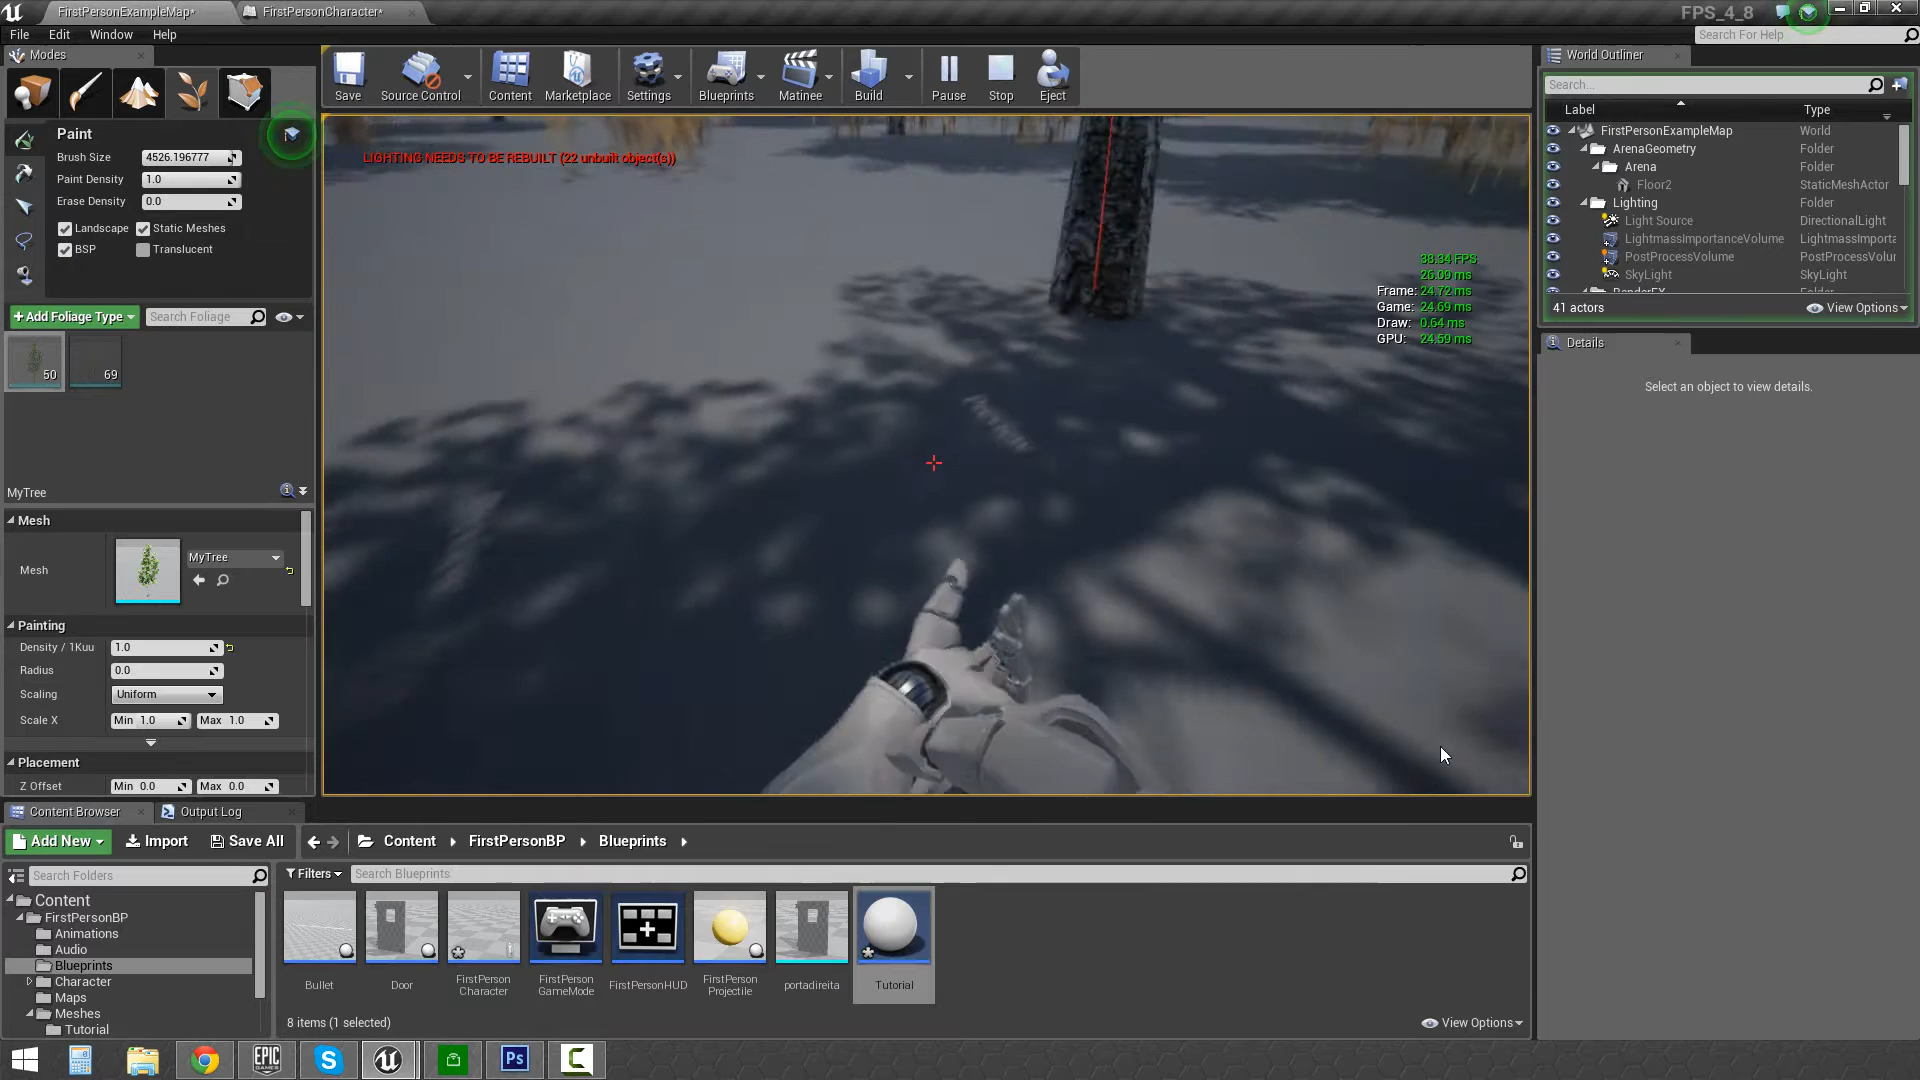 FirstPersonExampleMap*
FirstPersonCharacter*
FPS_4_8
File Edit Window Help
Search For Help
Modes
Save
Source Control
Content
Marketplace
Settings
Blueprints
Matinee
Build
Pause
Stop
Eject
World Outliner
Search...
Label Type
FirstPersonExampleMap World
ArenaGeometry Folder
Arena Folder
Floor2 StaticMeshActor
Lighting Folder
Light Source DirectionalLight
LightmassImportanceVolume Lightmass­Importa
PostProcessVolume PostProcessVolur
SkyLight SkyLight
RenderFX Folder
41 actors
View Options
Details
Select an object to view details.
Paint
Brush Size 4526.196777
Paint Density 1.0
Erase Density 0.0
Landscape Static Meshes
BSP Translucent
+Add Foliage Type
Search Foliage
50
69
MyTree
Mesh
Mesh
MyTree
Painting
Density / 1Kuu 1.0
Radius 0.0
Scaling Uniform
Scale X Min 1.0 Max 1.0
Placement
Z Offset Min 0.0 Max 0.0
LIGHTING NEEDS TO BE REBUILT (22 unbuilt object(s))
38.34 FPS
26.09 ms
Frame: 24.72 ms
Game: 24.69 ms
Draw: 0.64 ms
GPU: 24.59 ms
Content Browser
Output Log
Add New
Import
Save All
Content FirstPersonBP Blueprints
Search Folders
Filters
Search Blueprints
Content
FirstPersonBP
Animations
Audio
Blueprints
Character
Maps
Meshes
Tutorial
Bullet
Door
FirstPerson
Character
FirstPerson
GameMode
FirstPersonHUD
FirstPerson
Projectile
portadireita
Tutorial
8 items (1 selected)
View Options
EPIC
GAMES
S
Ps
C